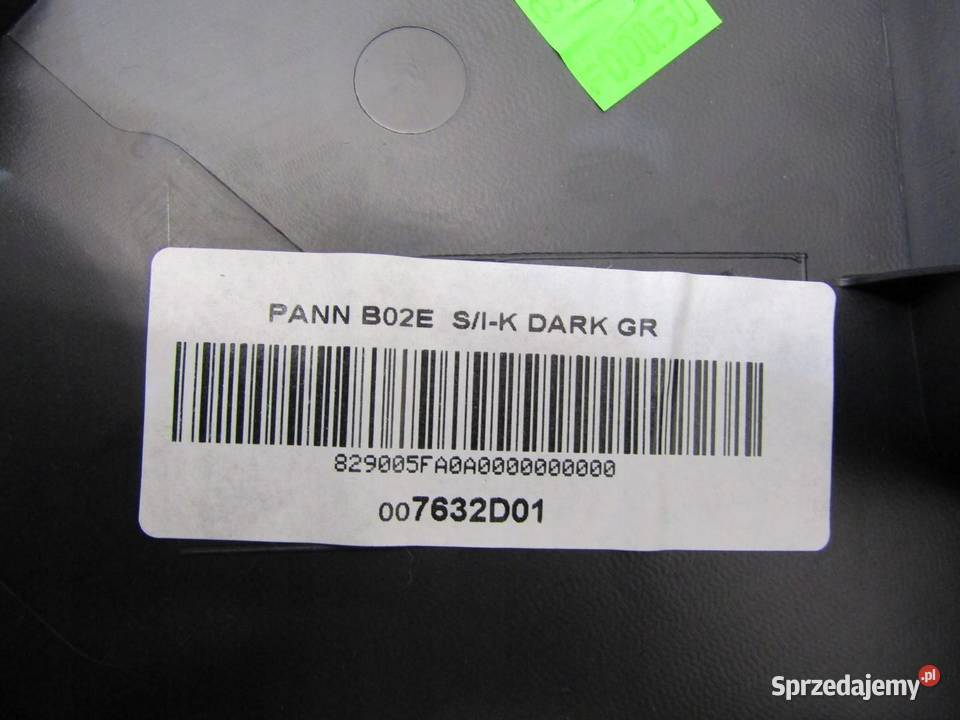 PANN B02E S/I-K DARK GR
829005FA0A0000000000
007632D01
Sprzedajemy.pl